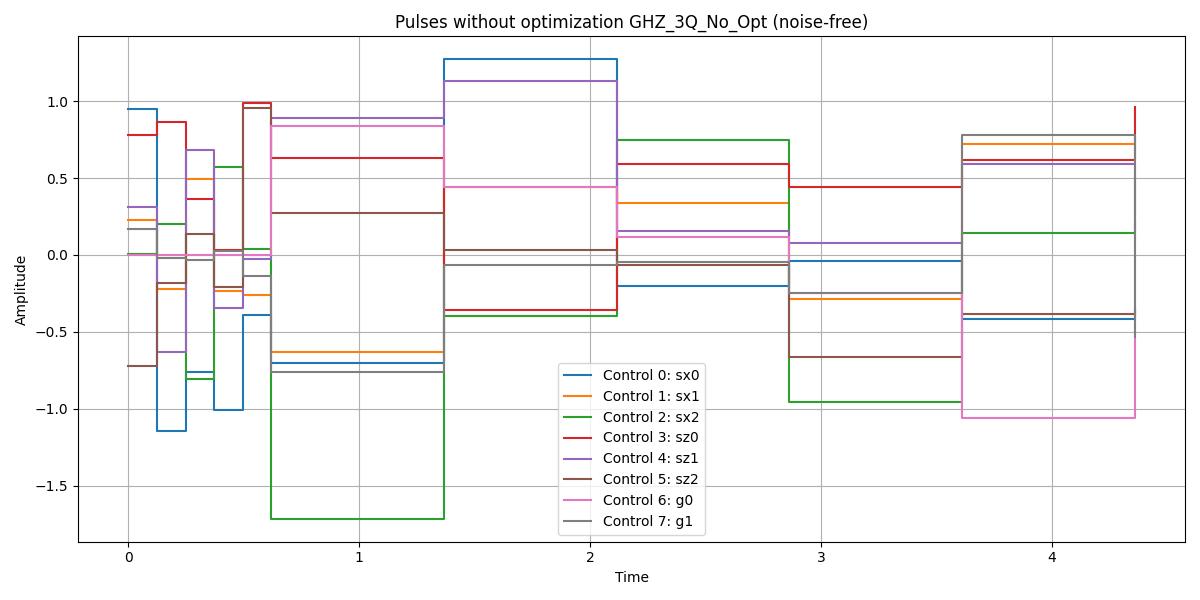 Pulses without optimization GHZ_3Q_No_Opt (noise-free)
Amplitude
1.0
0.5
0.0
−0.5
−1.0
−1.5
Control 0: sx0
Control 1: sx1
Control 2: sx2
Control 3: sz0
Control 4: sz1
Control 5: sz2
Control 6: g0
Control 7: g1
0 1 2 3 4
Time